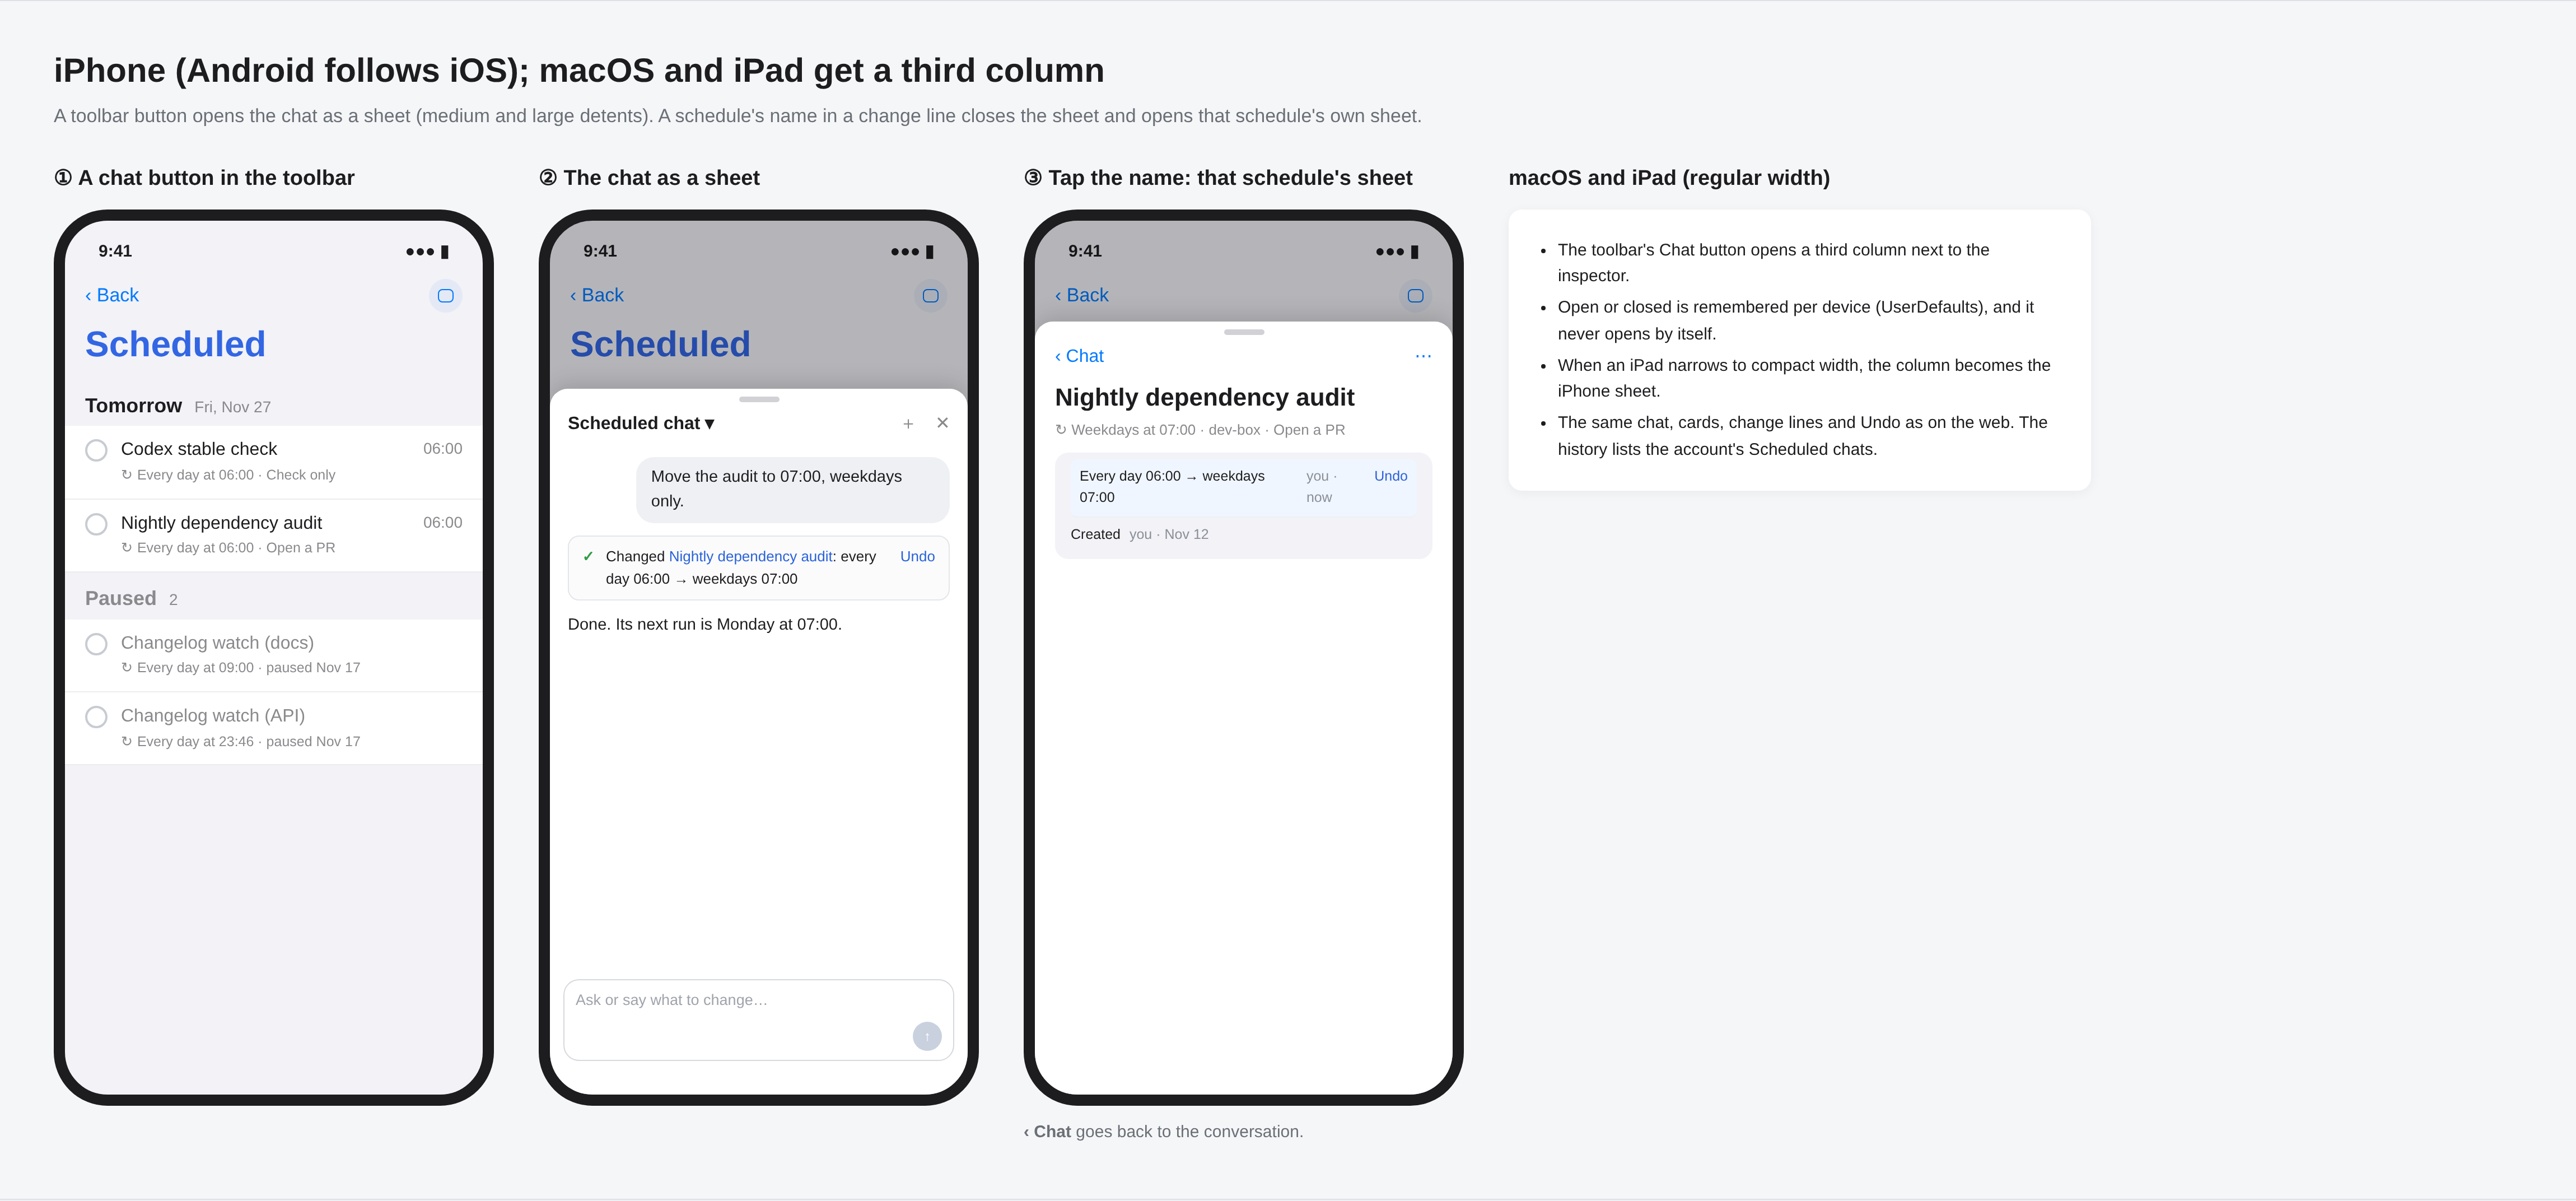 iPhone (Android follows iOS); macOS and iPad get a third column
A toolbar button opens the chat as a sheet (medium and large detents). A schedule's name in a change line closes the sheet and opens that schedule's own sheet.
① A chat button in the toolbar
9:41
‹ Back
Scheduled
Tomorrow Fri, Nov 27
Codex stable check 06:00
↻ Every day at 06:00 · Check only
Nightly dependency audit 06:00
↻ Every day at 06:00 · Open a PR
Paused 2
Changelog watch (docs)
↻ Every day at 09:00 · paused Nov 17
Changelog watch (API)
↻ Every day at 23:46 · paused Nov 17
② The chat as a sheet
9:41
‹ Back
Scheduled
Scheduled chat ▾ + ✕
Move the audit to 07:00, weekdays
only.
✓ Changed Nightly dependency audit: every Undo
day 06:00 → weekdays 07:00
Done. Its next run is Monday at 07:00.
Ask or say what to change…
↑
③ Tap the name: that schedule's sheet
9:41
‹ Back
‹ Chat ···
Nightly dependency audit
↻ Weekdays at 07:00 · dev-box · Open a PR
Every day 06:00 → weekdays you · Undo
07:00 now
Created you · Nov 12
‹ Chat goes back to the conversation.
macOS and iPad (regular width)
• The toolbar's Chat button opens a third column next to the
inspector.
• Open or closed is remembered per device (UserDefaults), and it
never opens by itself.
• When an iPad narrows to compact width, the column becomes the
iPhone sheet.
• The same chat, cards, change lines and Undo as on the web. The
history lists the account's Scheduled chats.